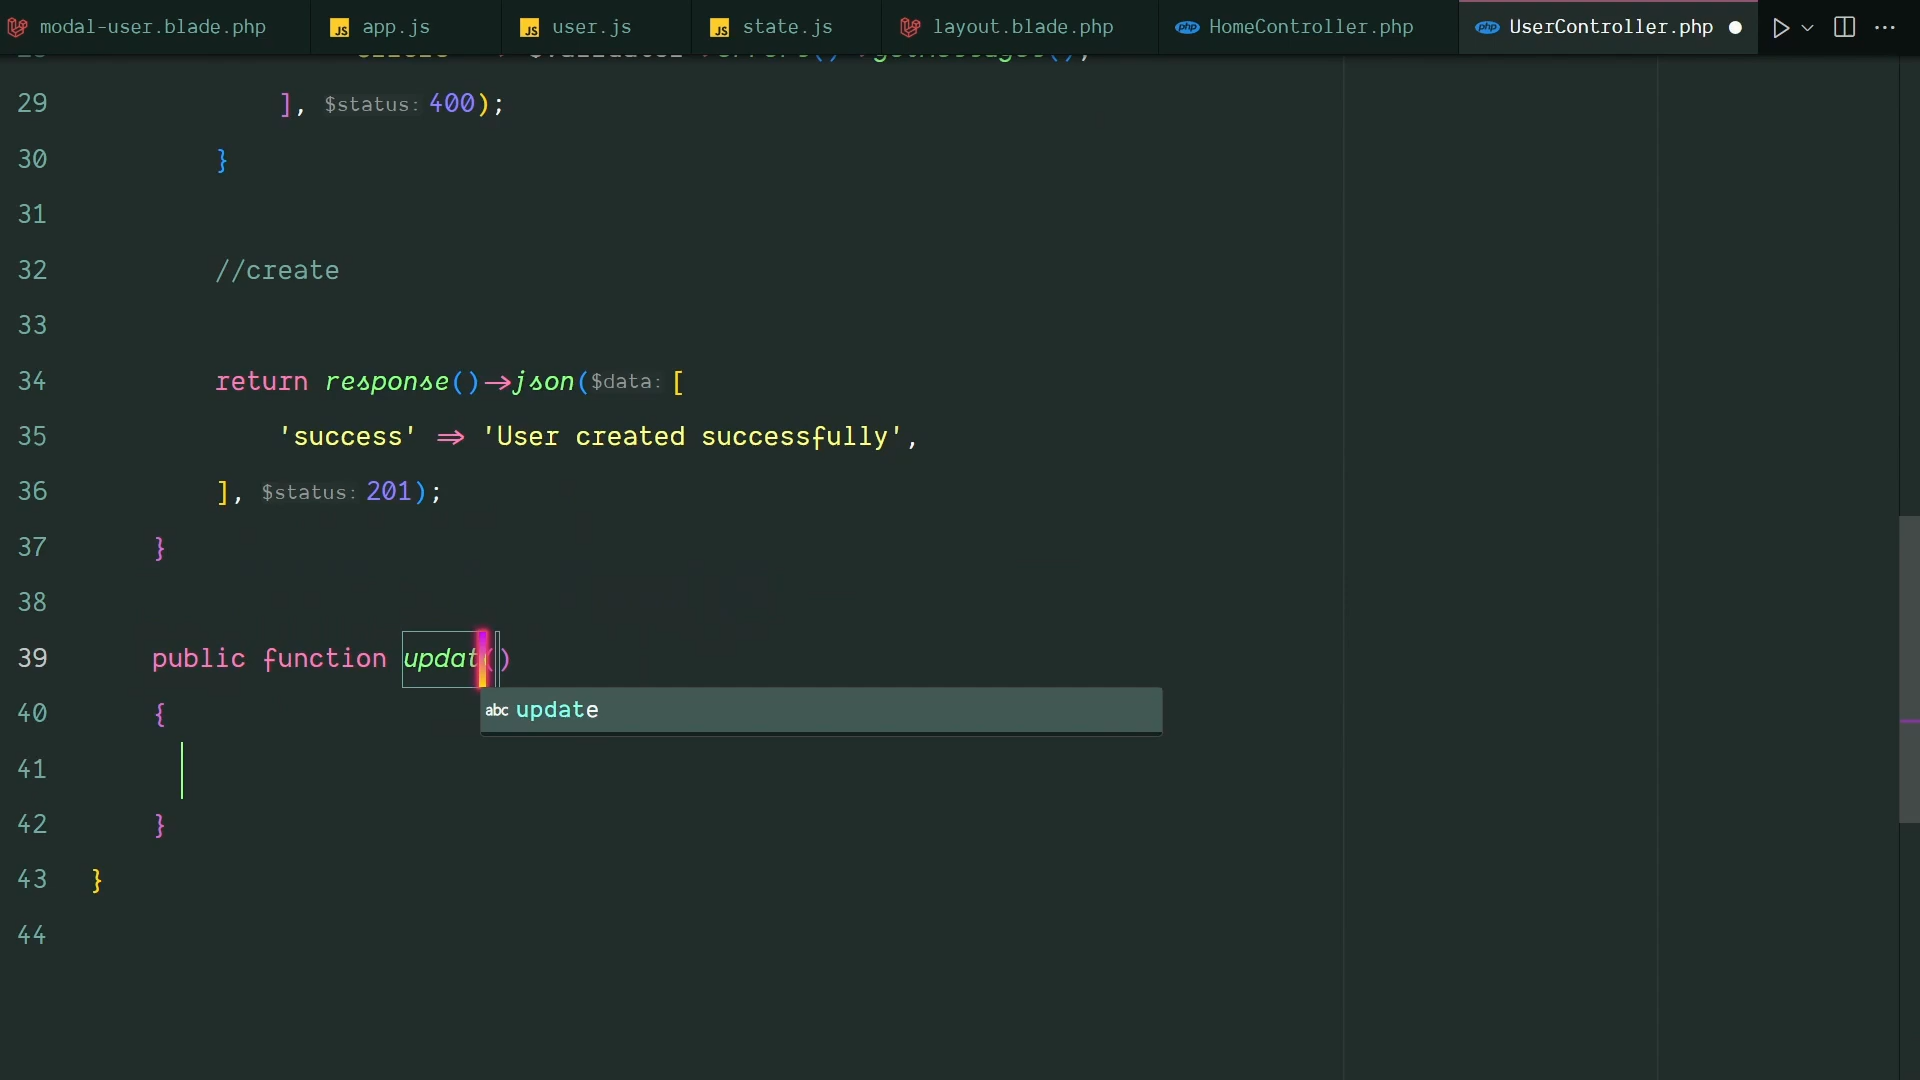 modal-user.blade.php app.js user.js state.js layout.blade.php HomeController.php UserController.php
29 ], $status: 400);
30 }
31
32 //create
33
34 return response()->json($data: [
35 'success' => 'User created successfully',
36 ], $status: 201);
37 }
38
39 public function updat()
abc update
40 {
41
42 }
43 }
44